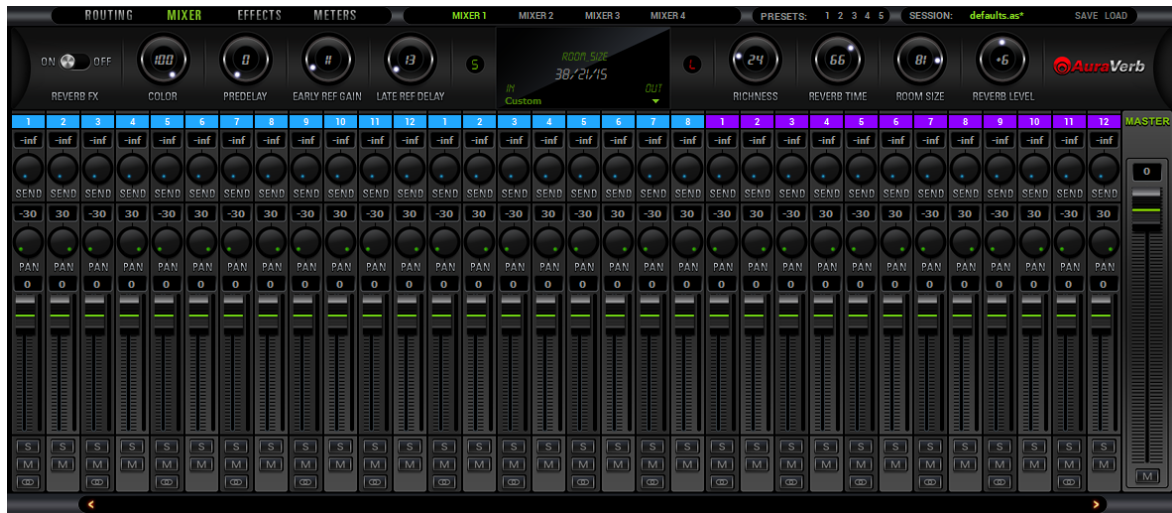 ROUTING MIXER EFFECTS METERS MIXER 1 MIXER 2 MIXER 3 MIXER 4 PRESETS: 1 2 3 4 5 SESSION: defaults.as* SAVE LOAD
ON OFF 100 0 11 13 S ROOM SIZE L 24 66 81 -6 AuraVerb
38/21/15
IN OUT
REVERB FX COLOR PREDELAY EARLY REF GAIN LATE REF DELAY Custom RICHNESS REVERB TIME ROOM SIZE REVERB LEVEL
1 2 3 4 5 6 7 8 9 10 11 12 1 2 3 4 5 6 7 8 1 2 3 4 5 6 7 8 9 10 11 12 MASTER
-inf -inf -inf -inf -inf -inf -inf -inf -inf -inf -inf -inf -inf -inf -inf -inf -inf -inf -inf -inf -inf -inf -inf -inf -inf -inf -inf -inf -inf -inf -inf -inf
0
SEND SEND SEND SEND SEND SEND SEND SEND SEND SEND SEND SEND SEND SEND SEND SEND SEND SEND SEND SEND SEND SEND SEND SEND SEND SEND SEND SEND SEND SEND SEND SEND
-30 30 -30 30 -30 30 -30 30 -30 30 -30 30 -30 30 -30 30 -30 30 -30 30 -30 30 -30 30 -30 30 -30 30 -30 30 -30 30
PAN PAN PAN PAN PAN PAN PAN PAN PAN PAN PAN PAN PAN PAN PAN PAN PAN PAN PAN PAN PAN PAN PAN PAN PAN PAN PAN PAN PAN PAN PAN PAN
0 0 0 0 0 0 0 0 0 0 0 0 0 0 0 0 0 0 0 0 0 0 0 0 0 0 0 0 0 0 0 0
S S S S S S S S S S S S S S S S S S S S S S S S S S S S S S S S
M M M M M M M M M M M M M M M M M M M M M M M M M M M M M M M M
M